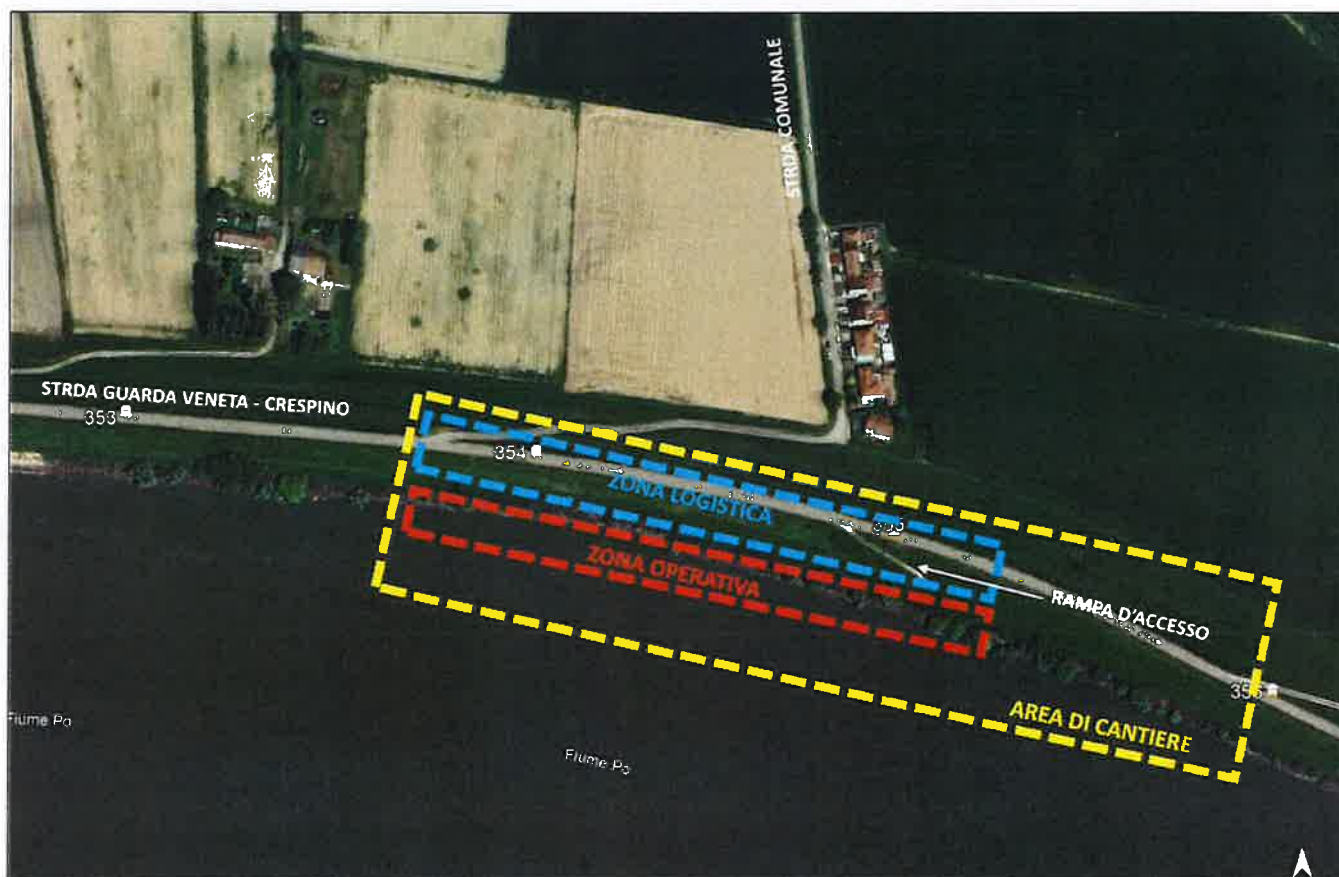 STRDA COMUNALE
STRDA GUARDA VENETA - CRESPINO
353
354
ZONA LOGISTICA
ZONA OPERATIVA
RAMPA D'ACCESSO
AREA DI CANTIERE
Fiume Po
Fiume Po